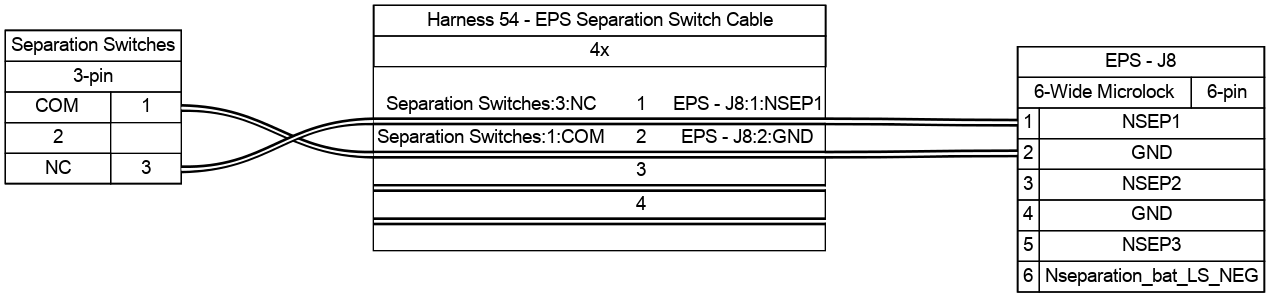 Harness 54 - EPS Separation Switch Cable
4x
Separation Switches
3-pin
COM 1
2
NC 3
Separation Switches:3:NC 1 EPS - J8:1:NSEP1
Separation Switches:1:COM 2 EPS - J8:2:GND
3
4
EPS - J8
6-Wide Microlock 6-pin
1 NSEP1
2 GND
3 NSEP2
4 GND
5 NSEP3
6 Nseparation_bat_LS_NEG